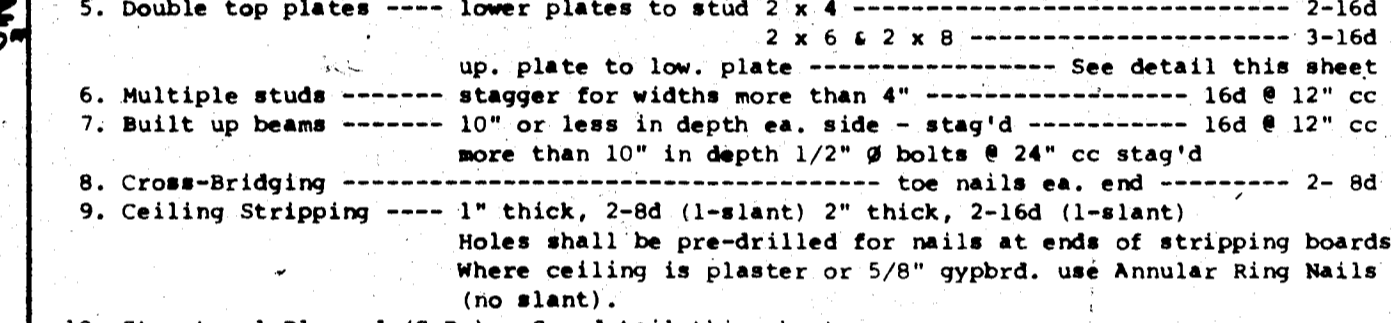 5. Double top plates ---- lower plates to stud 2 x 4 ------------------------------ 2-16d
2 x 6 & 2 x 8 ---------------------- 3-16d
up. plate to low. plate ----------------- See detail this sheet
6. Multiple studs ------- stagger for widths more than 4" ------------------ 16d @ 12" cc
7. Built up beams ------- 10" or less in depth ea. side - stag'd ----------- 16d @ 12" cc
more than 10" in depth 1/2" Ø bolts @ 24" cc stag'd
8. Cross-Bridging ------------------------------------- toe nails ea. end --------- 2- 8d
9. Ceiling Stripping ---- 1" thick, 2-8d (1-slant) 2" thick, 2-16d (1-slant)
Holes shall be pre-drilled for nails at ends of stripping boards
Where ceiling is plaster or 5/8" gypbrd. use Annular Ring Nails
(no slant).